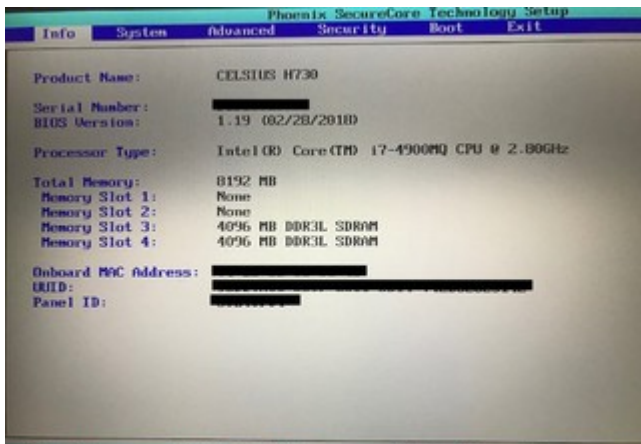 Phoenix SecureCore Technology Setup
Info System Advanced Security Boot Exit
Product Name: CELSIUS H730
Serial Number:
BIOS Version: 1.19 (02/28/2018)
Processor Type: Intel(R) Core(TM) i7-4900MQ CPU @ 2.80GHz
Total Memory: 8192 MB
Memory Slot 1: None
Memory Slot 2: None
Memory Slot 3: 4096 MB DDR3L SDRAM
Memory Slot 4: 4096 MB DDR3L SDRAM
Onboard MAC Address:
UUID:
Panel ID: